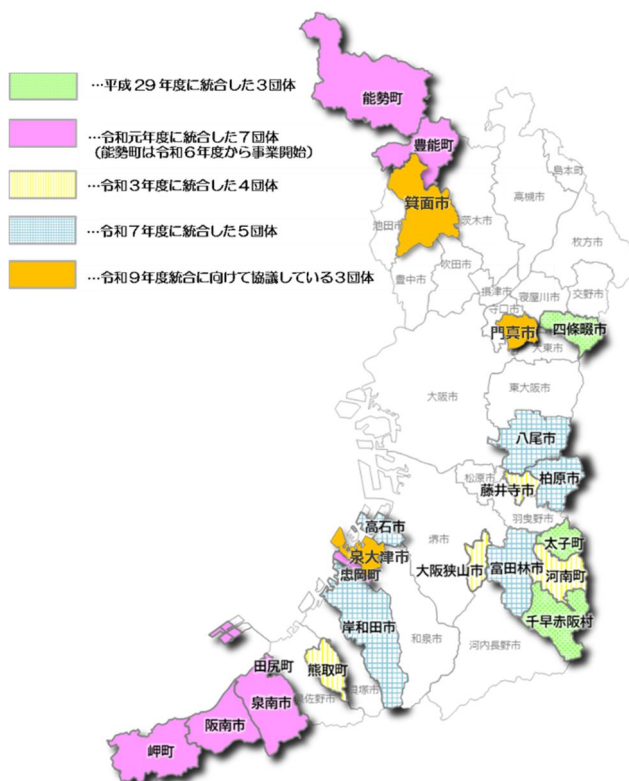 …平成29年度に統合した3団体
…令和元年度に統合した7団体
(能勢町は令和6年度から事業開始)
…令和3年度に統合した4団体
…令和7年度に統合した5団体
…令和9年度統合に向けて協議している3団体
能勢町
豊能町
島本町
高槻市
箕面市
池田市
茨木市
枚方市
吹田市
豊中市
摂津市
寝屋川市
交野市
守口市
門真市
四條畷市
大東市
大阪市
東大阪市
八尾市
柏原市
松原市
藤井寺市
羽曳野市
高石市
堺市
太子町
泉大津市
大阪狭山市
富田林市
河南町
忠岡町
千早赤阪村
岸和田市
和泉市
河内長野市
田尻町
熊取町
貝塚市
泉佐野市
泉南市
阪南市
岬町